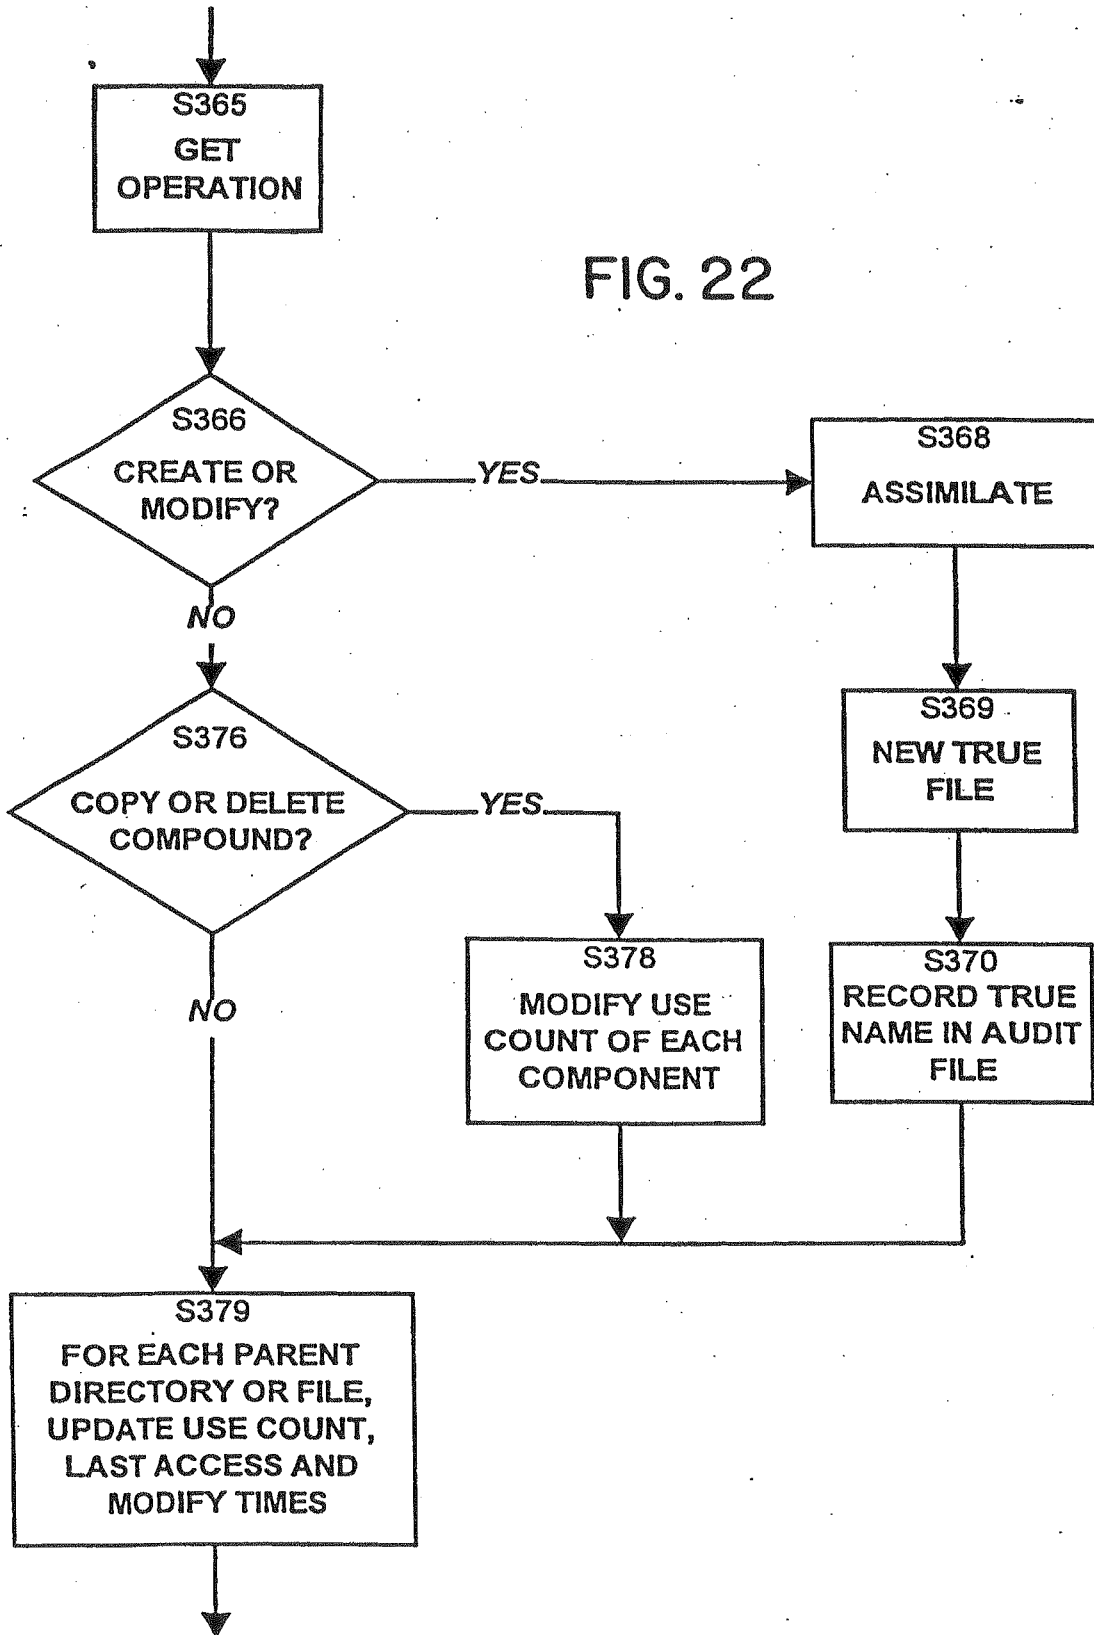 S365
GET
OPERATION
FIG. 22
S366
CREATE OR
MODIFY?
YES
S368
ASSIMILATE
NO
S369
NEW TRUE
FILE
S376
COPY OR DELETE
COMPOUND?
YES
S378
MODIFY USE
COUNT OF EACH
COMPONENT
S370
RECORD TRUE
NAME IN AUDIT
FILE
NO
S379
FOR EACH PARENT
DIRECTORY OR FILE,
UPDATE USE COUNT,
LAST ACCESS AND
MODIFY TIMES